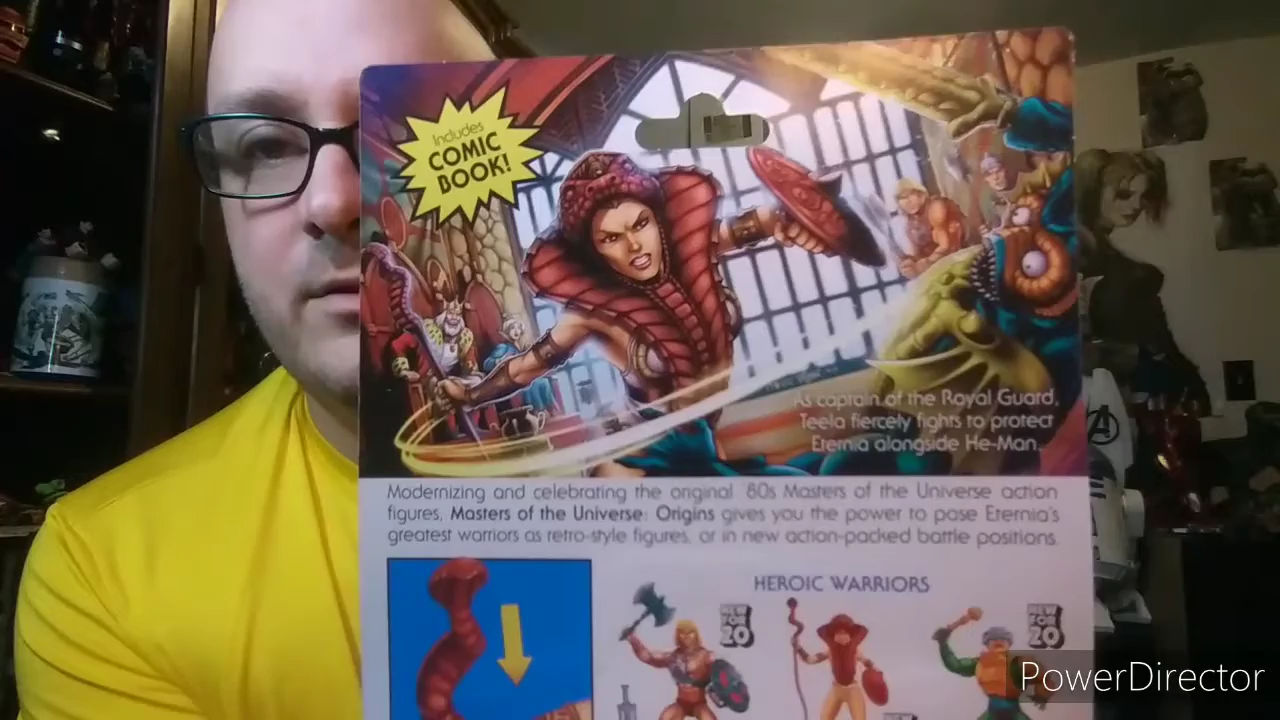 Includes
COMIC
BOOK!
As captain of the Royal Guard,
Teela fiercely fights to protect
Eternia alongside He-Man.
Modernizing and celebrating the original '80s Masters of the Universe action
figures, Masters of the Universe: Origins gives you the power to pose Eternia's
greatest warriors as retro-style figures, or in new action-packed battle positions.
HEROIC WARRIORS
NEW
FOR
20
NEW
FOR
20
PowerDirector